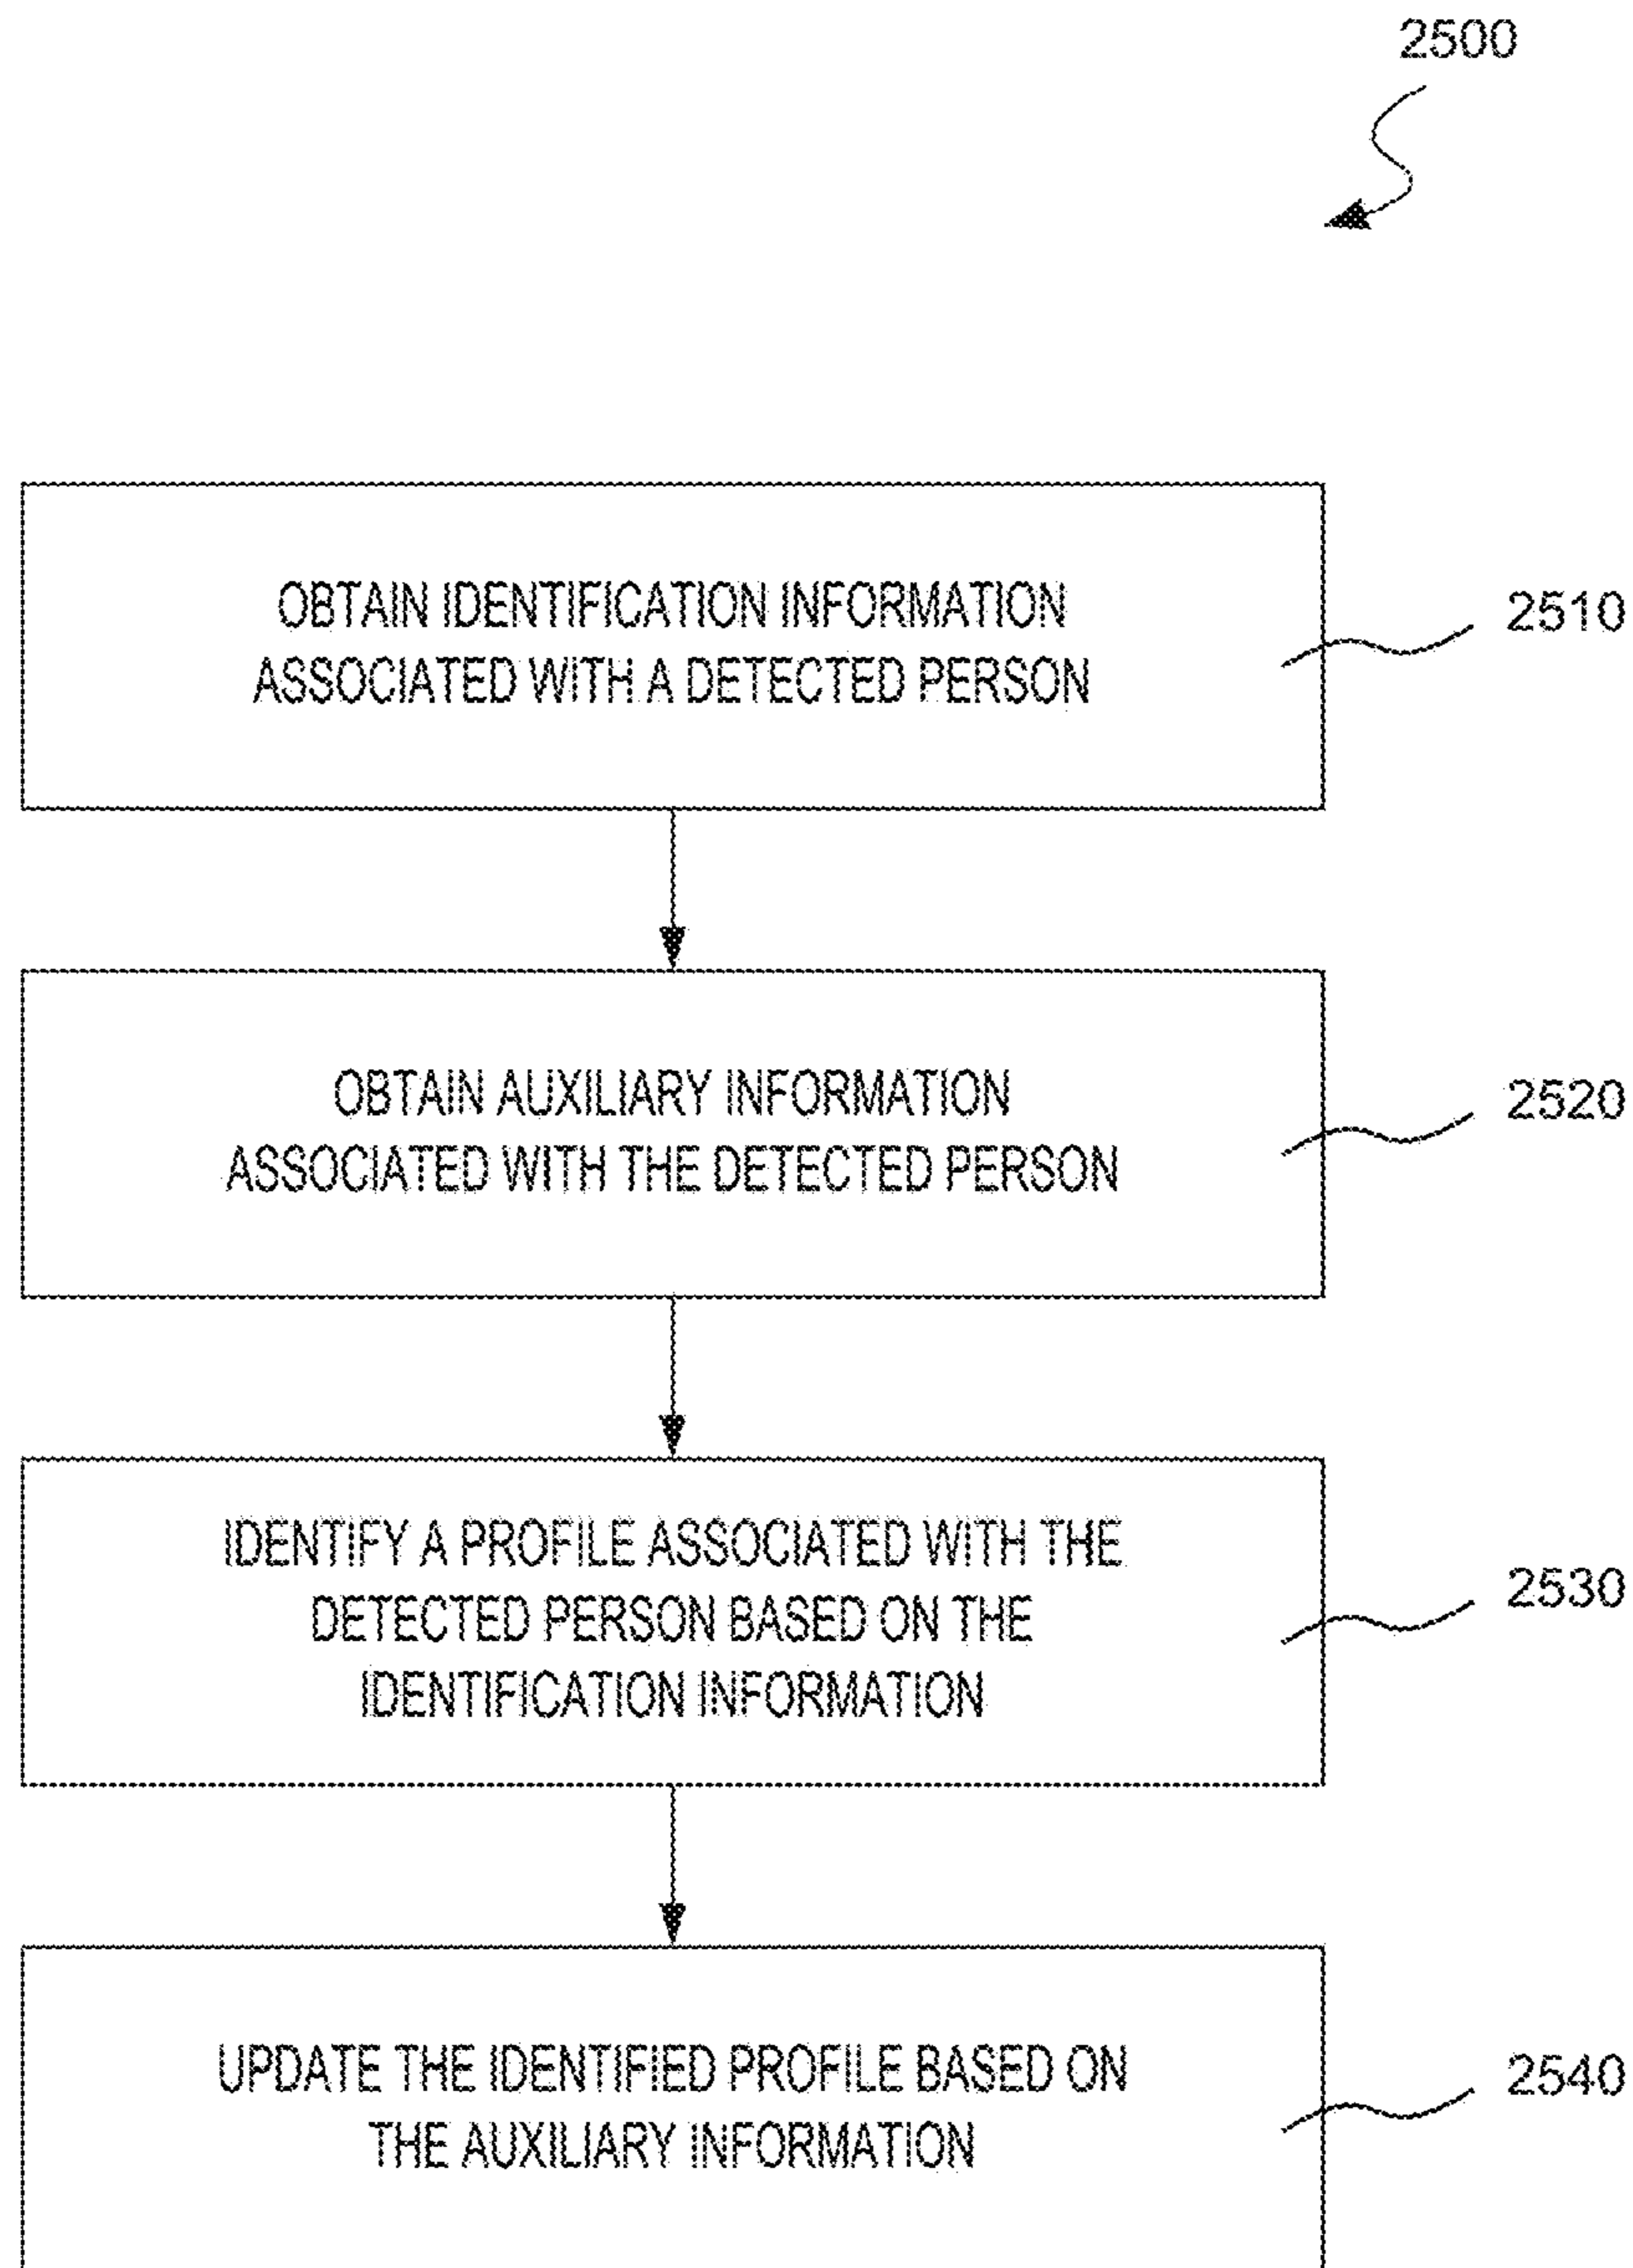 2500
OBTAIN IDENTIFICATION INFORMATION
ASSOCIATED WITH A DETECTED PERSON
2510
OBTAIN AUXILIARY INFORMATION
ASSOCIATED WITH THE DETECTED PERSON
2520
IDENTIFY A PROFILE ASSOCIATED WITH THE
DETECTED PERSON BASED ON THE
IDENTIFICATION INFORMATION
2530
UPDATE THE IDENTIFIED PROFILE BASED ON
THE AUXILIARY INFORMATION
2540